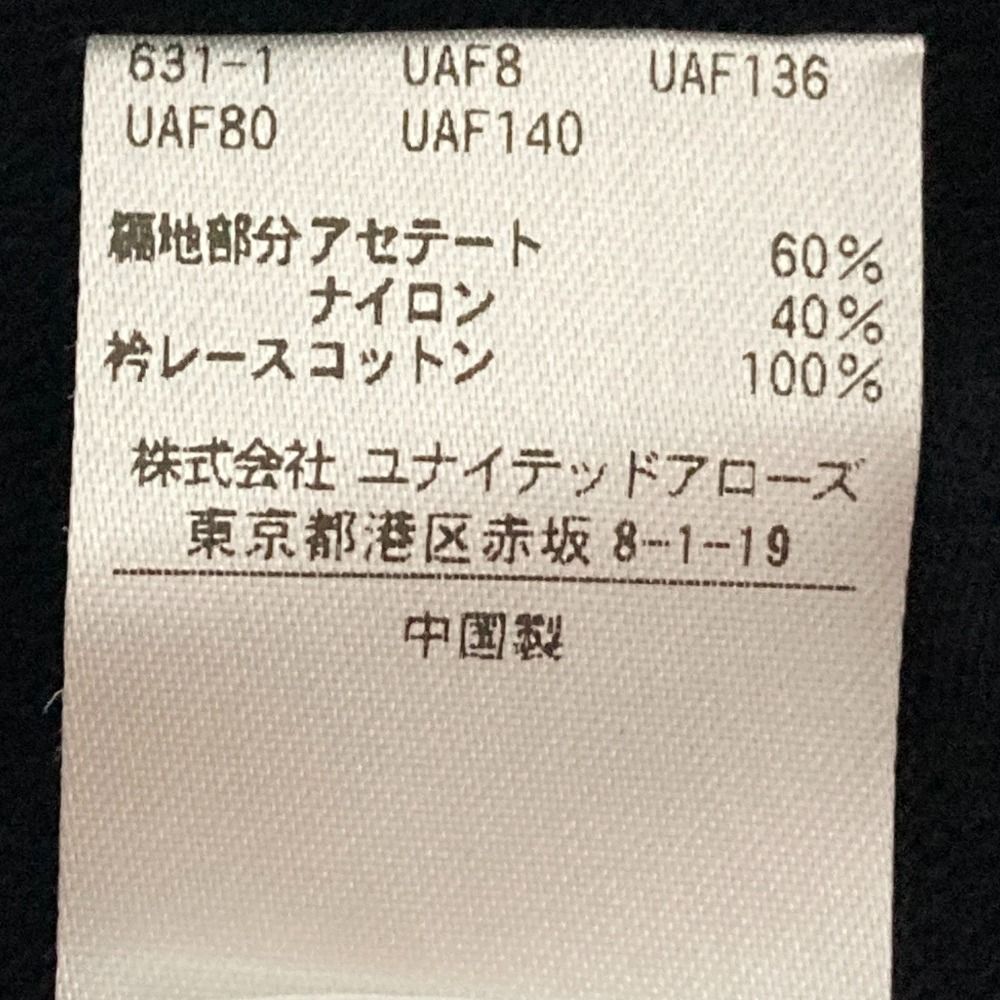 631-1 UAF8 UAF136
UAF80 UAF140
編地部分アセテート 60%
ナイロン 40%
衿レースコットン 100%
株式会社 ユナイテッドアローズ
東京都港区赤坂 8-1-19
中国製